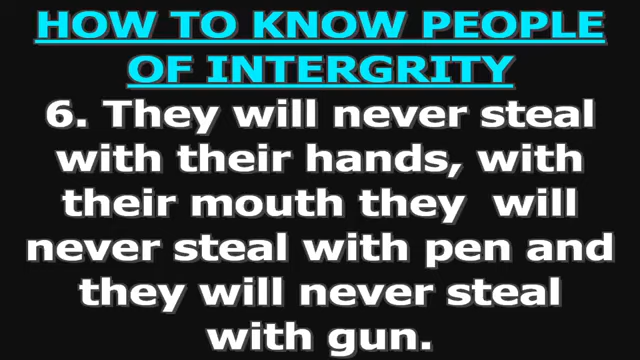 HOW TO KNOW PEOPLE
OF INTERGRITY
6. They will never steal
with their hands, with
their mouth they will
never steal with pen and
they will never steal
with gun.